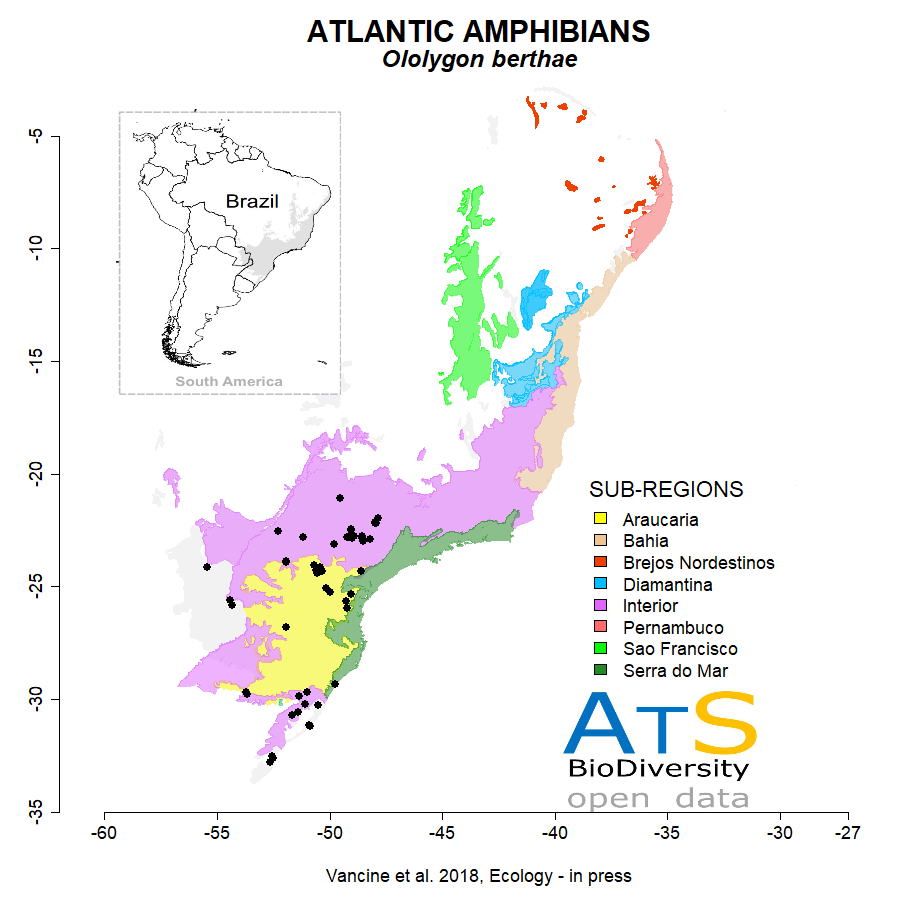 ATLANTIC AMPHIBIANS
Ololygon berthae
Brazil
South America
-5
-10
-15
-20
-25
-30
-35
SUB-REGIONS
Araucaria
Bahia
Brejos Nordestinos
Diamantina
Interior
Pernambuco
Sao Francisco
Serra do Mar
ATS
BioDiversity
open data
-60
-55
-50
-45
-40
-35
-30
-27
Vancine et al. 2018, Ecology - in press